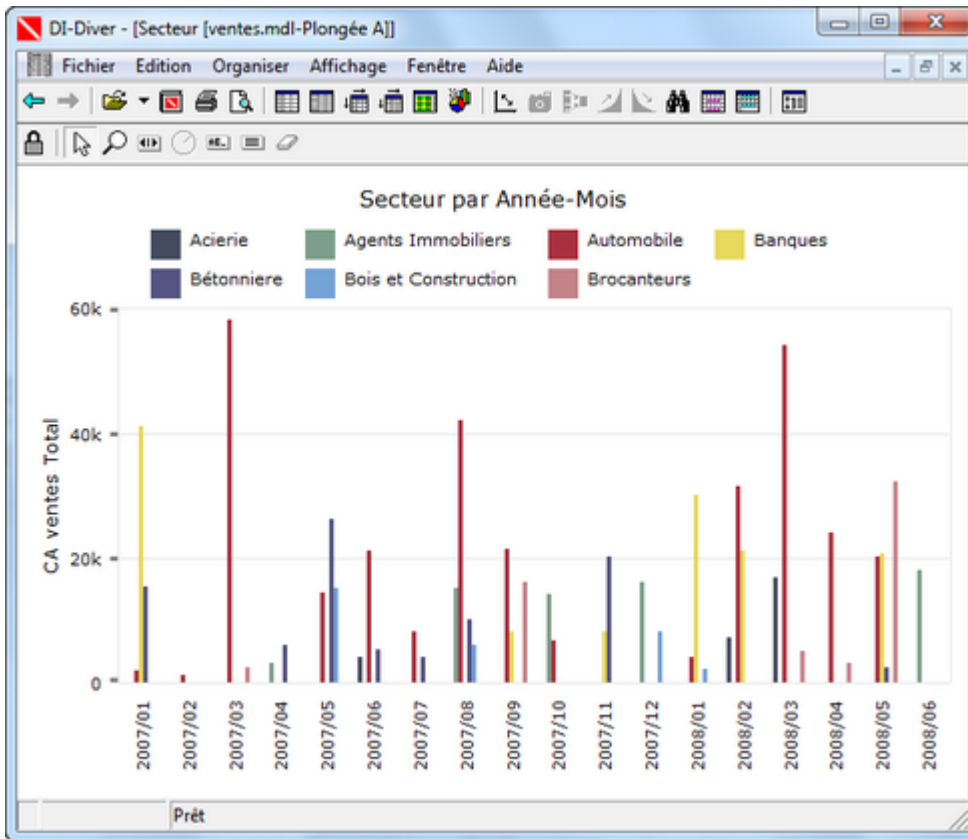 DI-Diver - [Secteur [ventes.mdl-Plongée A]]
Fichier Edition Organiser Affichage Fenêtre Aide
Secteur par Année-Mois
Acierie Agents Immobiliers Automobile Banques
Bétonniere Bois et Construction Brocanteurs
CA ventes Total
60k
40k
20k
0
2007/01 2007/02 2007/03 2007/04 2007/05 2007/06 2007/07 2007/08 2007/09 2007/10 2007/11 2007/12 2008/01 2008/02 2008/03 2008/04 2008/05 2008/06
Prêt